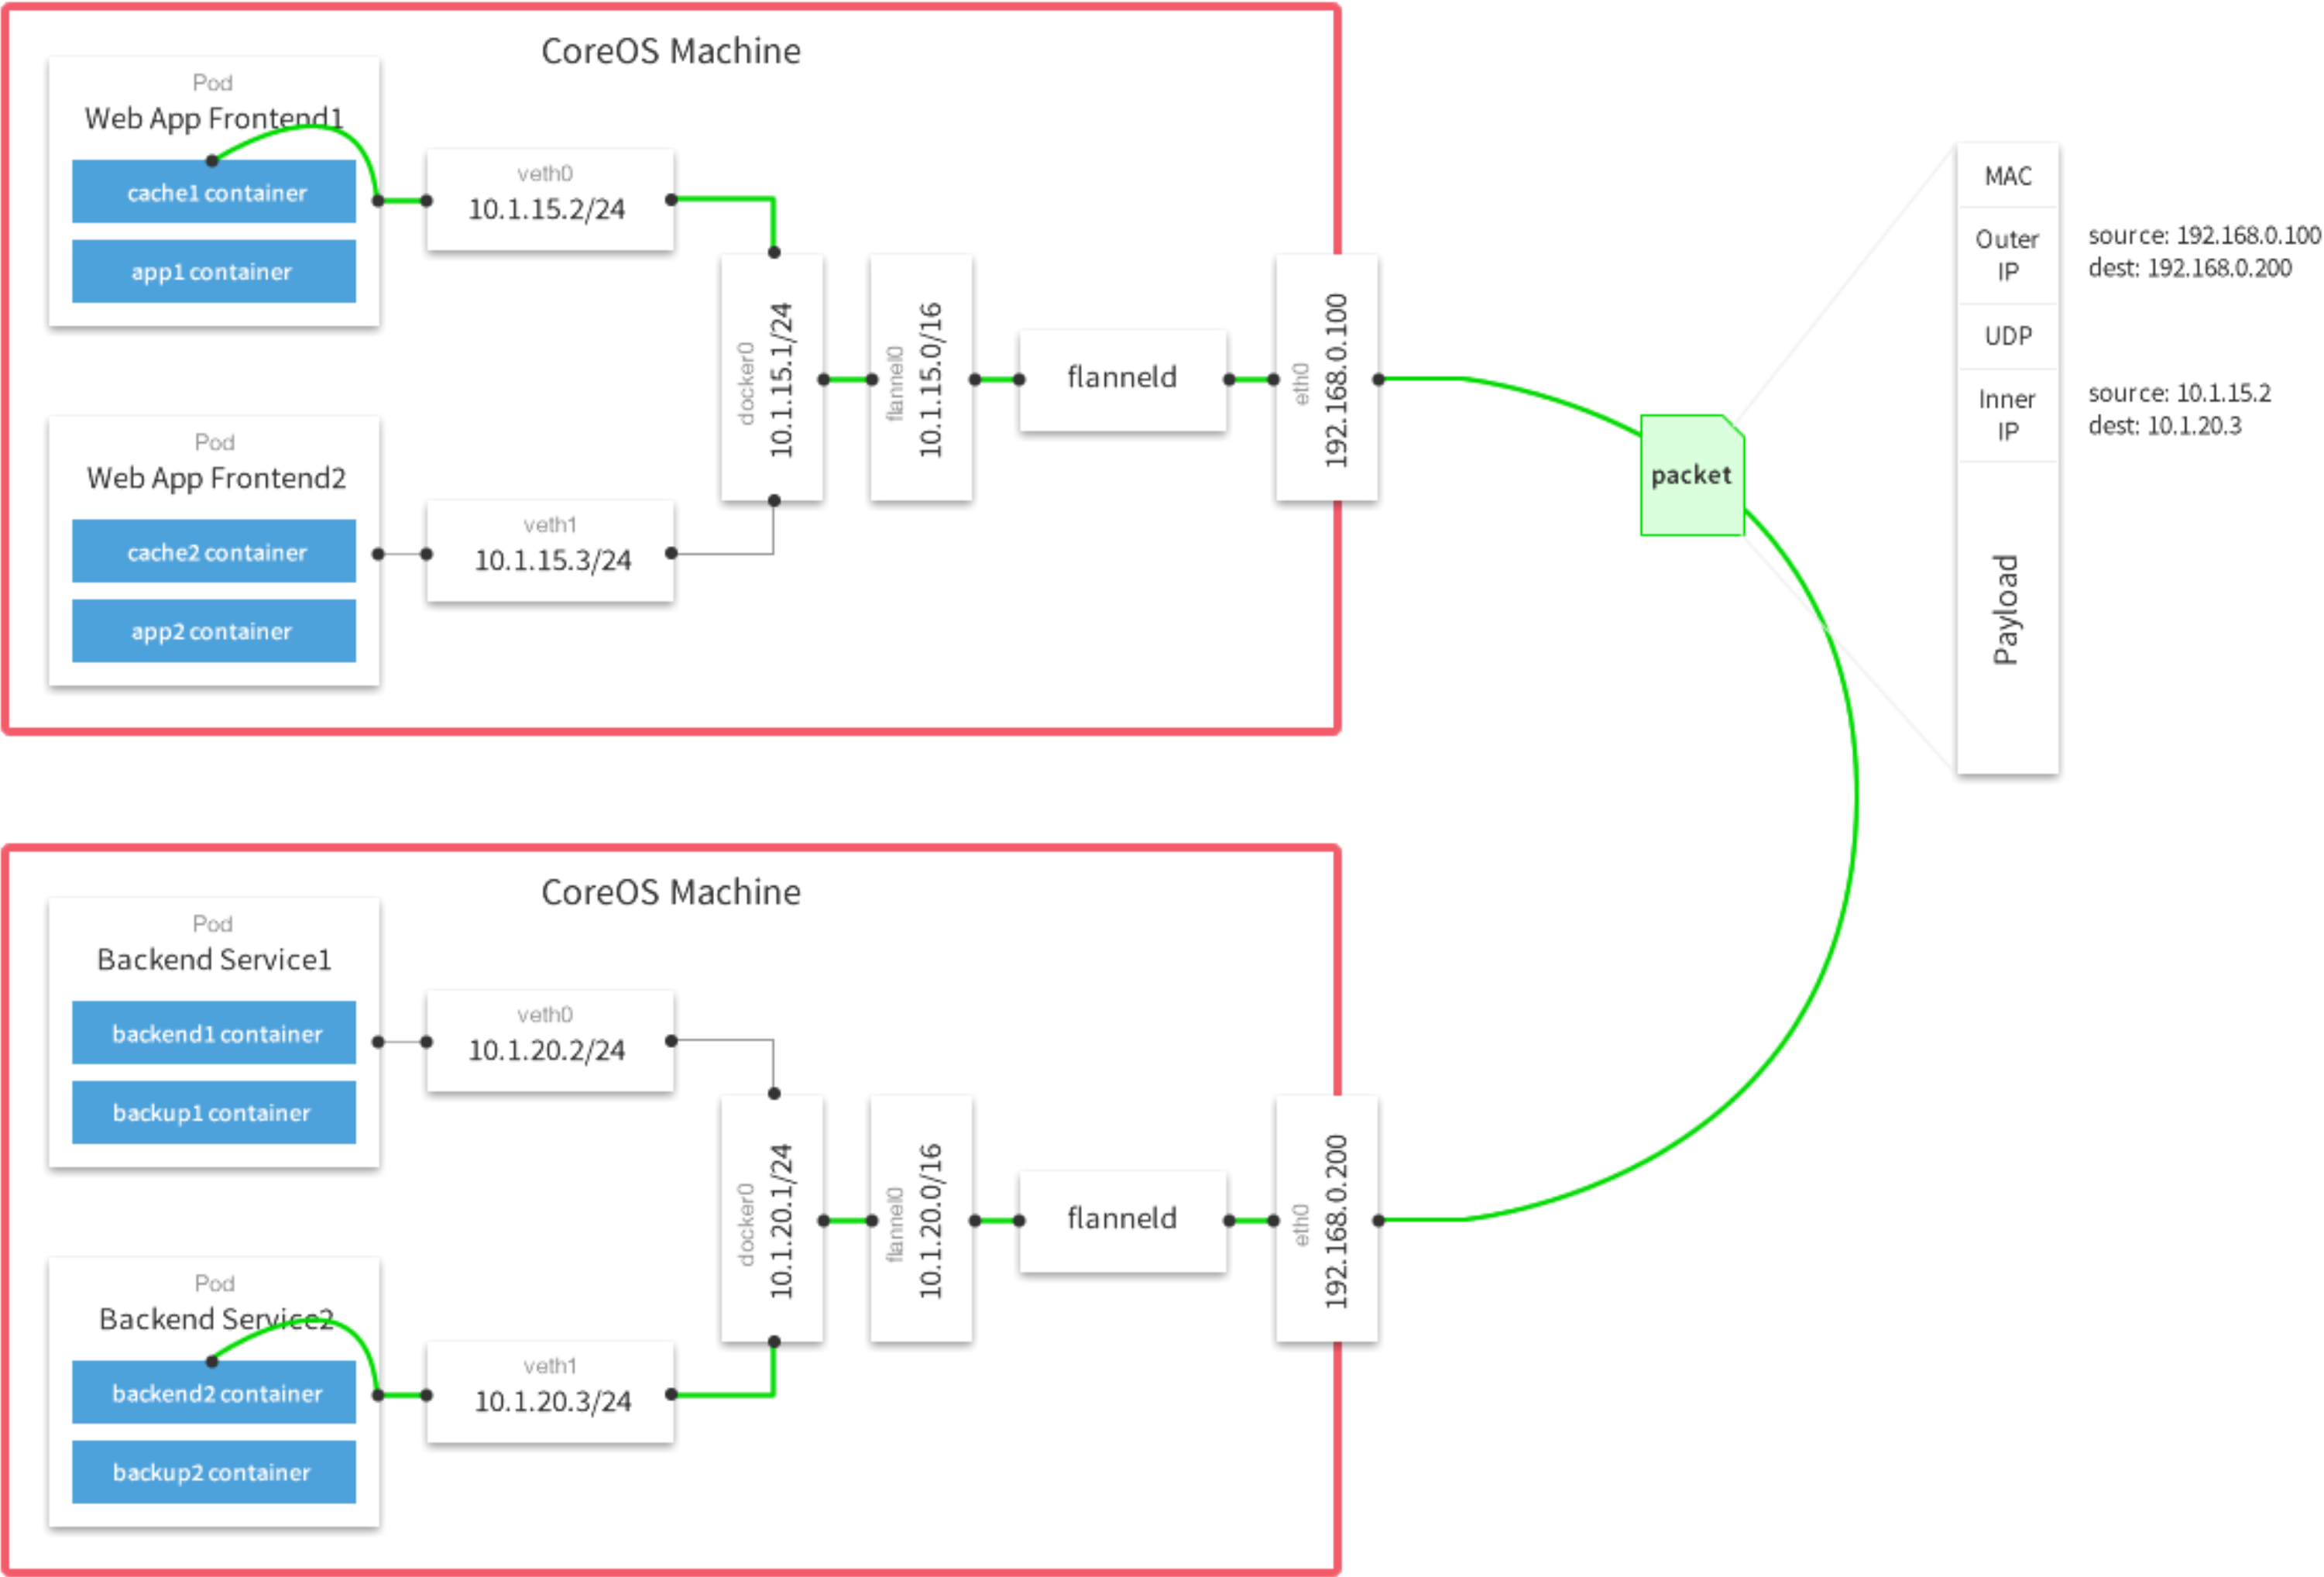 CoreOS Machine
Pod
Web App Frontend1
cache1 container
app1 container
veth0
10.1.15.2/24
Pod
Web App Frontend2
cache2 container
app2 container
veth1
10.1.15.3/24
docker0
10.1.15.1/24
flannel0
10.1.15.0/16
flanneld
eth0
192.168.0.100
packet
MAC
Outer
IP
source: 192.168.0.100
dest: 192.168.0.200
UDP
Inner
IP
source: 10.1.15.2
dest: 10.1.20.3
Payload
CoreOS Machine
Pod
Backend Service1
backend1 container
backup1 container
veth0
10.1.20.2/24
Pod
Backend Service2
backend2 container
backup2 container
veth1
10.1.20.3/24
docker0
10.1.20.1/24
flannel0
10.1.20.0/16
flanneld
eth0
192.168.0.200